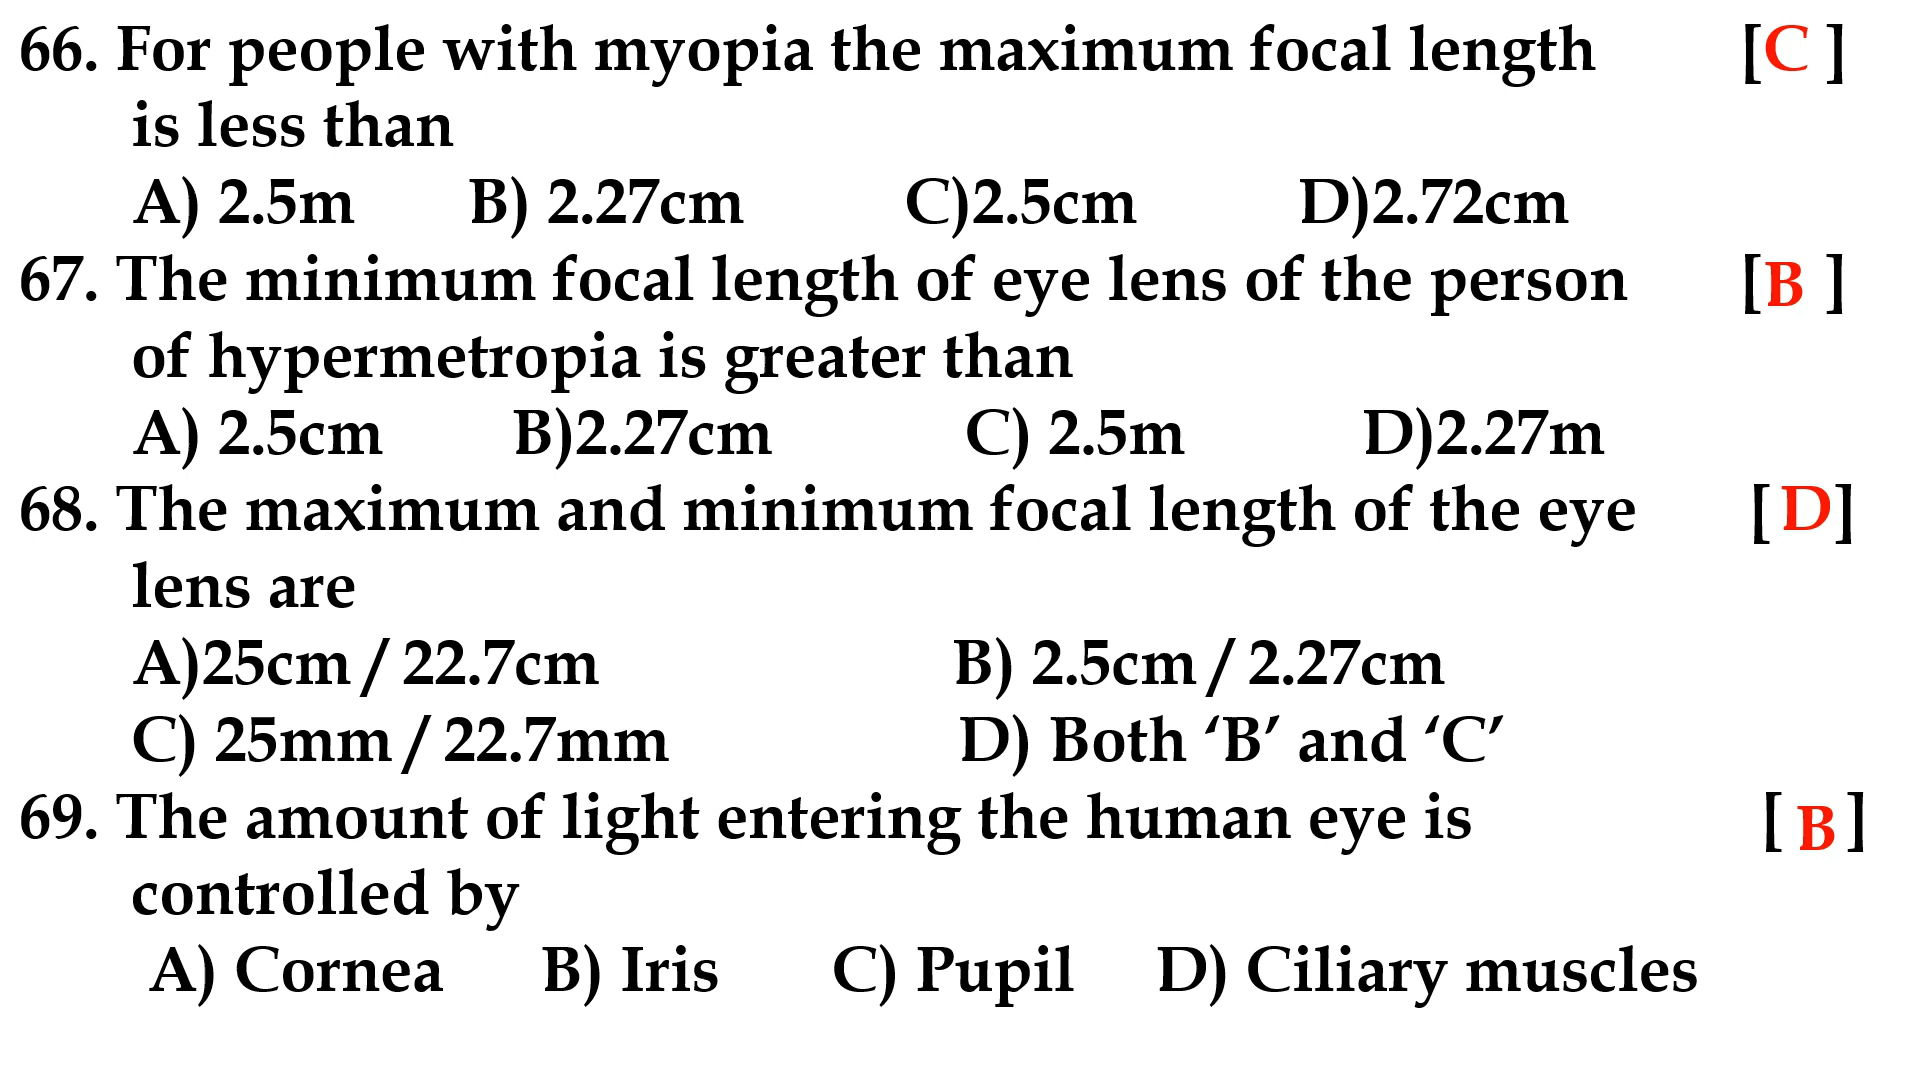 66. For people with myopia the maximum focal length [C ]
is less than
A) 2.5m B) 2.27cm C)2.5cm D)2.72cm
67. The minimum focal length of eye lens of the person [B ]
of hypermetropia is greater than
A) 2.5cm B)2.27cm C) 2.5m D)2.27m
68. The maximum and minimum focal length of the eye [ D]
lens are
A)25cm / 22.7cm B) 2.5cm / 2.27cm
C) 25mm / 22.7mm D) Both ‘B’ and ‘C’
69. The amount of light entering the human eye is [ B ]
controlled by
A) Cornea B) Iris C) Pupil D) Ciliary muscles